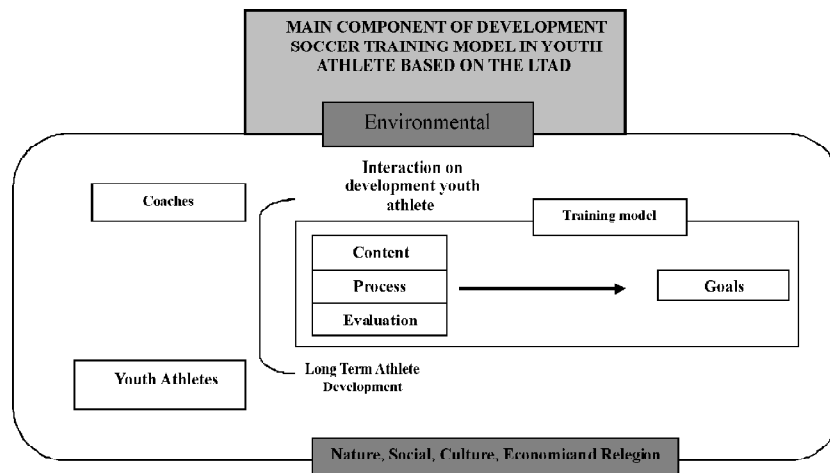 MAIN COMPONENT OF DEVELOPMENT
SOCCER TRAINING MODEL IN YOUTH
ATHLETE BASED ON THE LTAD
Environmental
Interaction on
development youth
athlete
Coaches
Training model
Content
Process
Evaluation
Goals
Youth Athletes
Long Term Athlete
Development
Nature, Social, Culture, Economicand Relegion